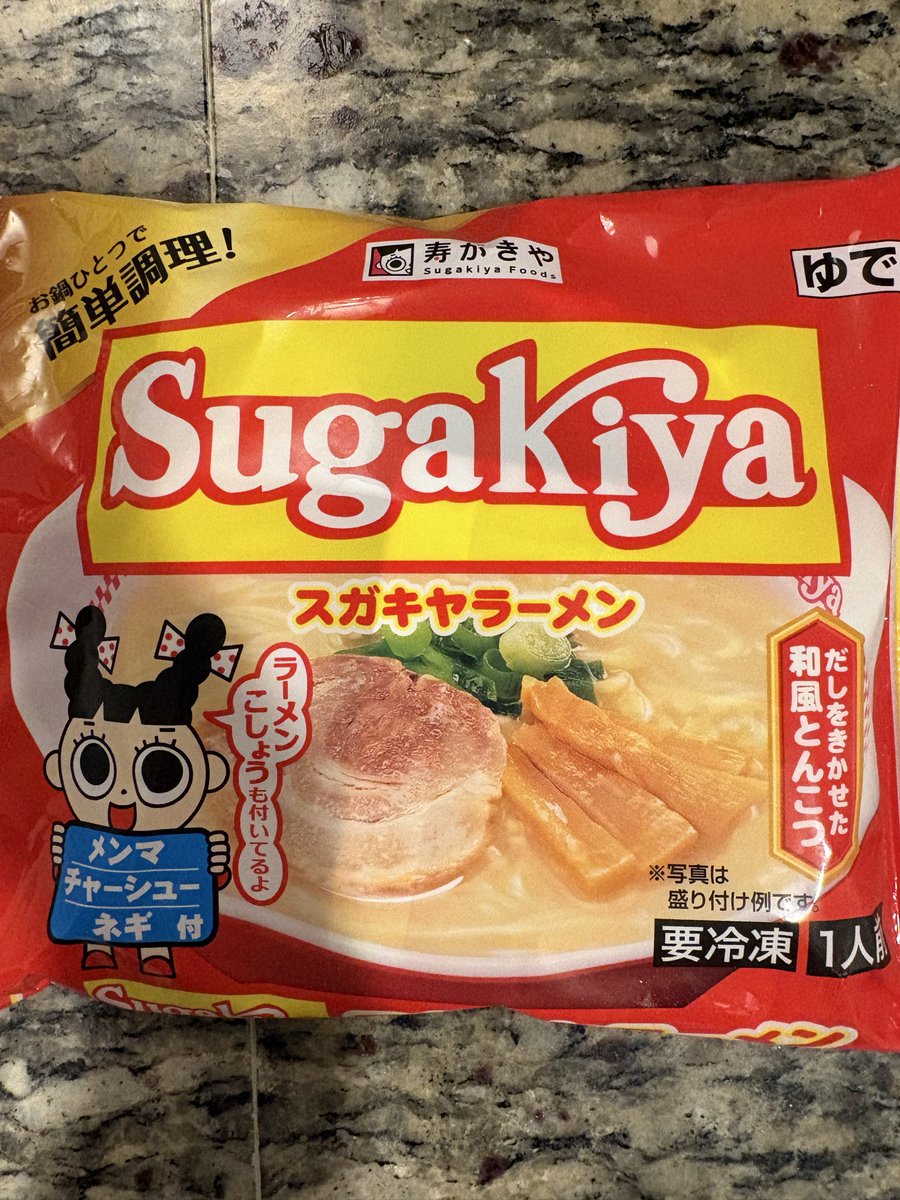 お鍋ひとつで
簡単調理!
寿がきや
Sugakiya Foods
ゆで
Sugakiya
スガキヤラーメン
ラーメン
こしょうも付いてるよ
メンマ
チャーシュー
ネギ 付
だしをきかせた
和風とんこつ
※写真は
盛り付け例です。
要冷凍
1人前
Sugakiya